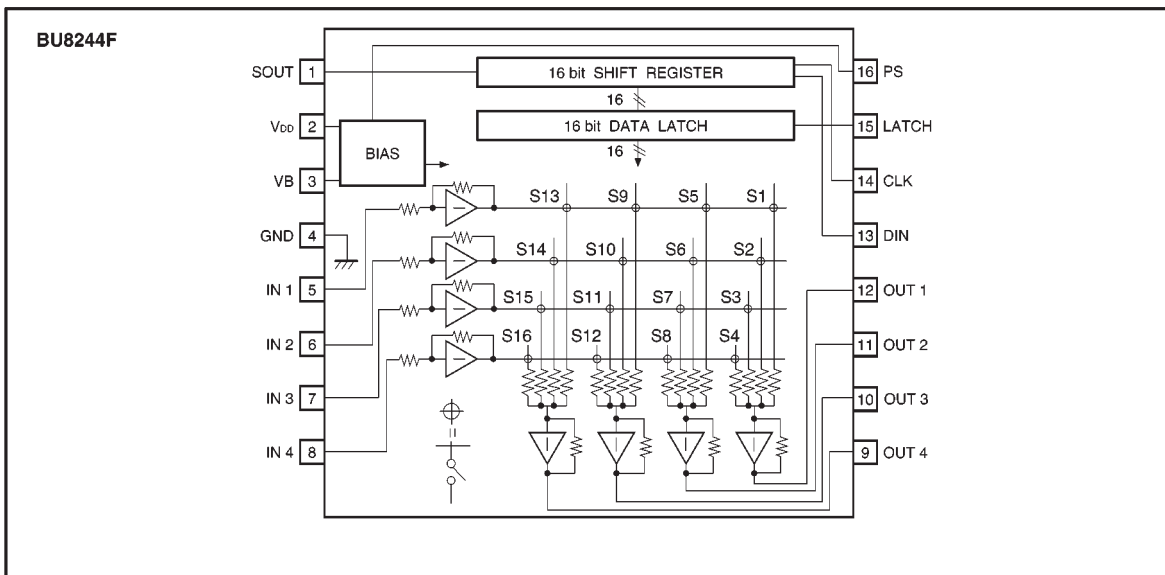 BU8244F
SOUT 1
VDD 2
VB 3
GND 4
IN 1 5
IN 2 6
IN 3 7
IN 4 8
16 bit SHIFT REGISTER
16
16 bit DATA LATCH
16
BIAS
S13 S9 S5 S1
S14 S10 S6 S2
S15 S11 S7 S3
S16 S12 S8 S4
16 PS
15 LATCH
14 CLK
13 DIN
12 OUT 1
11 OUT 2
10 OUT 3
9 OUT 4